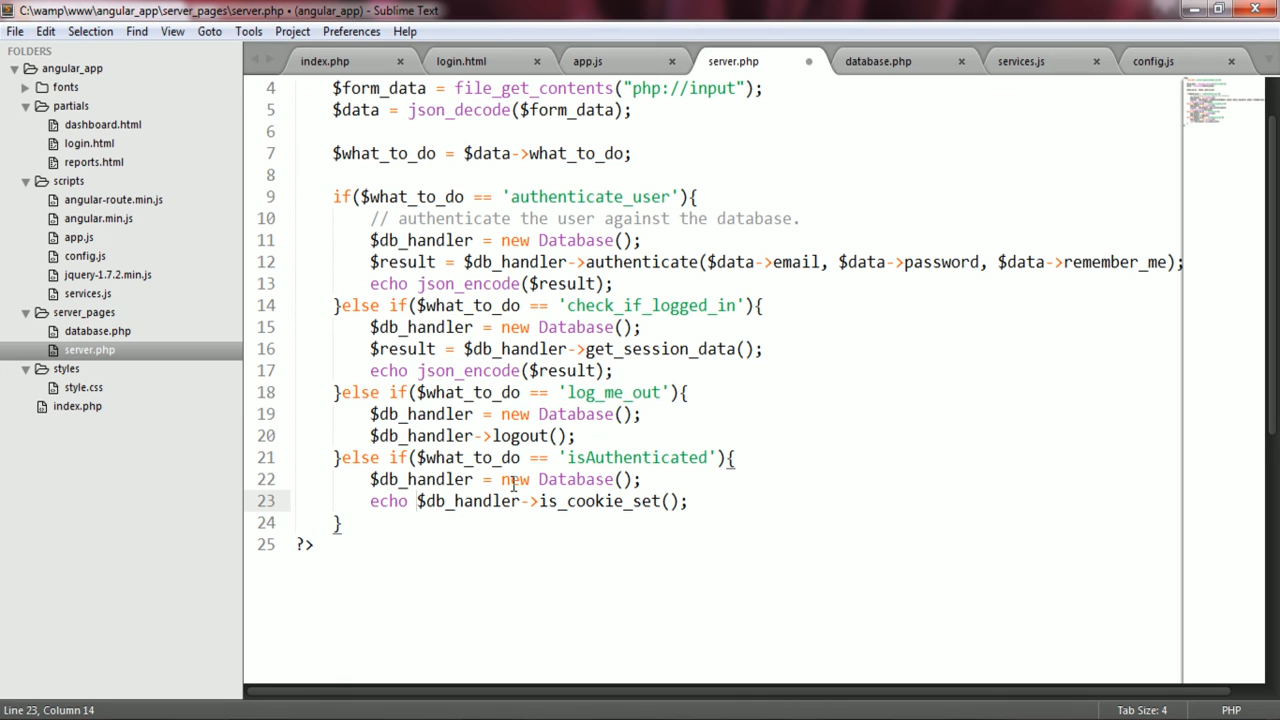 C:\wamp\www\angular_app\server_pages\server.php • (angular_app) - Sublime Text
File Edit Selection Find View Goto Tools Project Preferences Help
FOLDERS
angular_app
fonts
partials
dashboard.html
login.html
reports.html
scripts
angular-route.min.js
angular.min.js
app.js
config.js
jquery-1.7.2.min.js
services.js
server_pages
database.php
server.php
styles
style.css
index.php
index.php login.html app.js server.php database.php services.js config.js
4 $form_data = file_get_contents("php://input");
5 $data = json_decode($form_data);
6
7 $what_to_do = $data->what_to_do;
8
9 if($what_to_do == 'authenticate_user'){
10 // authenticate the user against the database.
11 $db_handler = new Database();
12 $result = $db_handler->authenticate($data->email, $data->password, $data->remember_me);
13 echo json_encode($result);
14 }else if($what_to_do == 'check_if_logged_in'){
15 $db_handler = new Database();
16 $result = $db_handler->get_session_data();
17 echo json_encode($result);
18 }else if($what_to_do == 'log_me_out'){
19 $db_handler = new Database();
20 $db_handler->logout();
21 }else if($what_to_do == 'isAuthenticated'){
22 $db_handler = new Database();
23 echo $db_handler->is_cookie_set();
24 }
25 ?>
Line 23, Column 14 Tab Size: 4 PHP